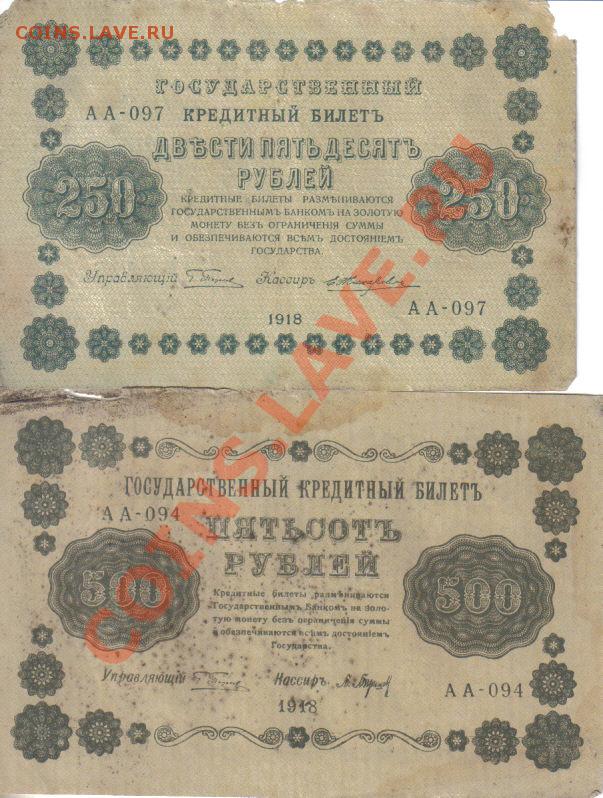 COINS.LAVE.RU
ГОСУДАРСТВЕННЫЙ
АА-097 КРЕДИТНЫЙ БИЛЕТЪ
ДВѢСТИ ПЯТЬДЕСЯТЪ
РУБЛЕЙ
250 250
КРЕДИТНЫЕ БИЛЕТЫ РАЗМѢНИВАЮТСЯ
ГОСУДАРСТВЕННЫМЪ БАНКОМЪ НА ЗОЛОТУЮ
МОНЕТУ БЕЗЪ ОГРАНИЧЕНІЯ СУММЫ
И ОБЕЗПЕЧИВАЮТСЯ ВСѢМЪ ДОСТОЯНІЕМЪ
ГОСУДАРСТВА.
Управляющій Кассиръ
АА-097
1918
COINS.LAVE.RU
ГОСУДАРСТВЕННЫЙ КРЕДИТНЫЙ БИЛЕТЪ
АА-094
ПЯТЬСОТЪ
РУБЛЕЙ
500 500
Кредитные билеты размѣниваются
Государственнымъ Банкомъ на золо-
тую монету безъ ограниченія суммы
и обезпечиваются всѣмъ достояніемъ
Государства.
Управляющій Кассиръ
АА-094
1918